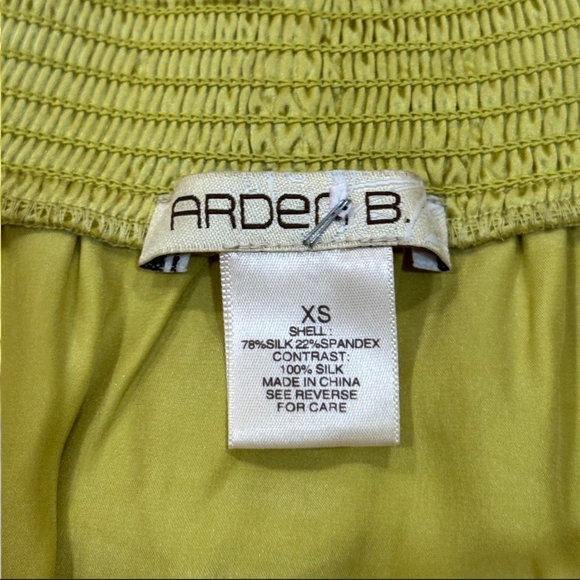 ARDen B.
XS
SHELL:
78%SILK 22%SPANDEX
CONTRAST:
100% SILK
MADE IN CHINA
SEE REVERSE
FOR CARE